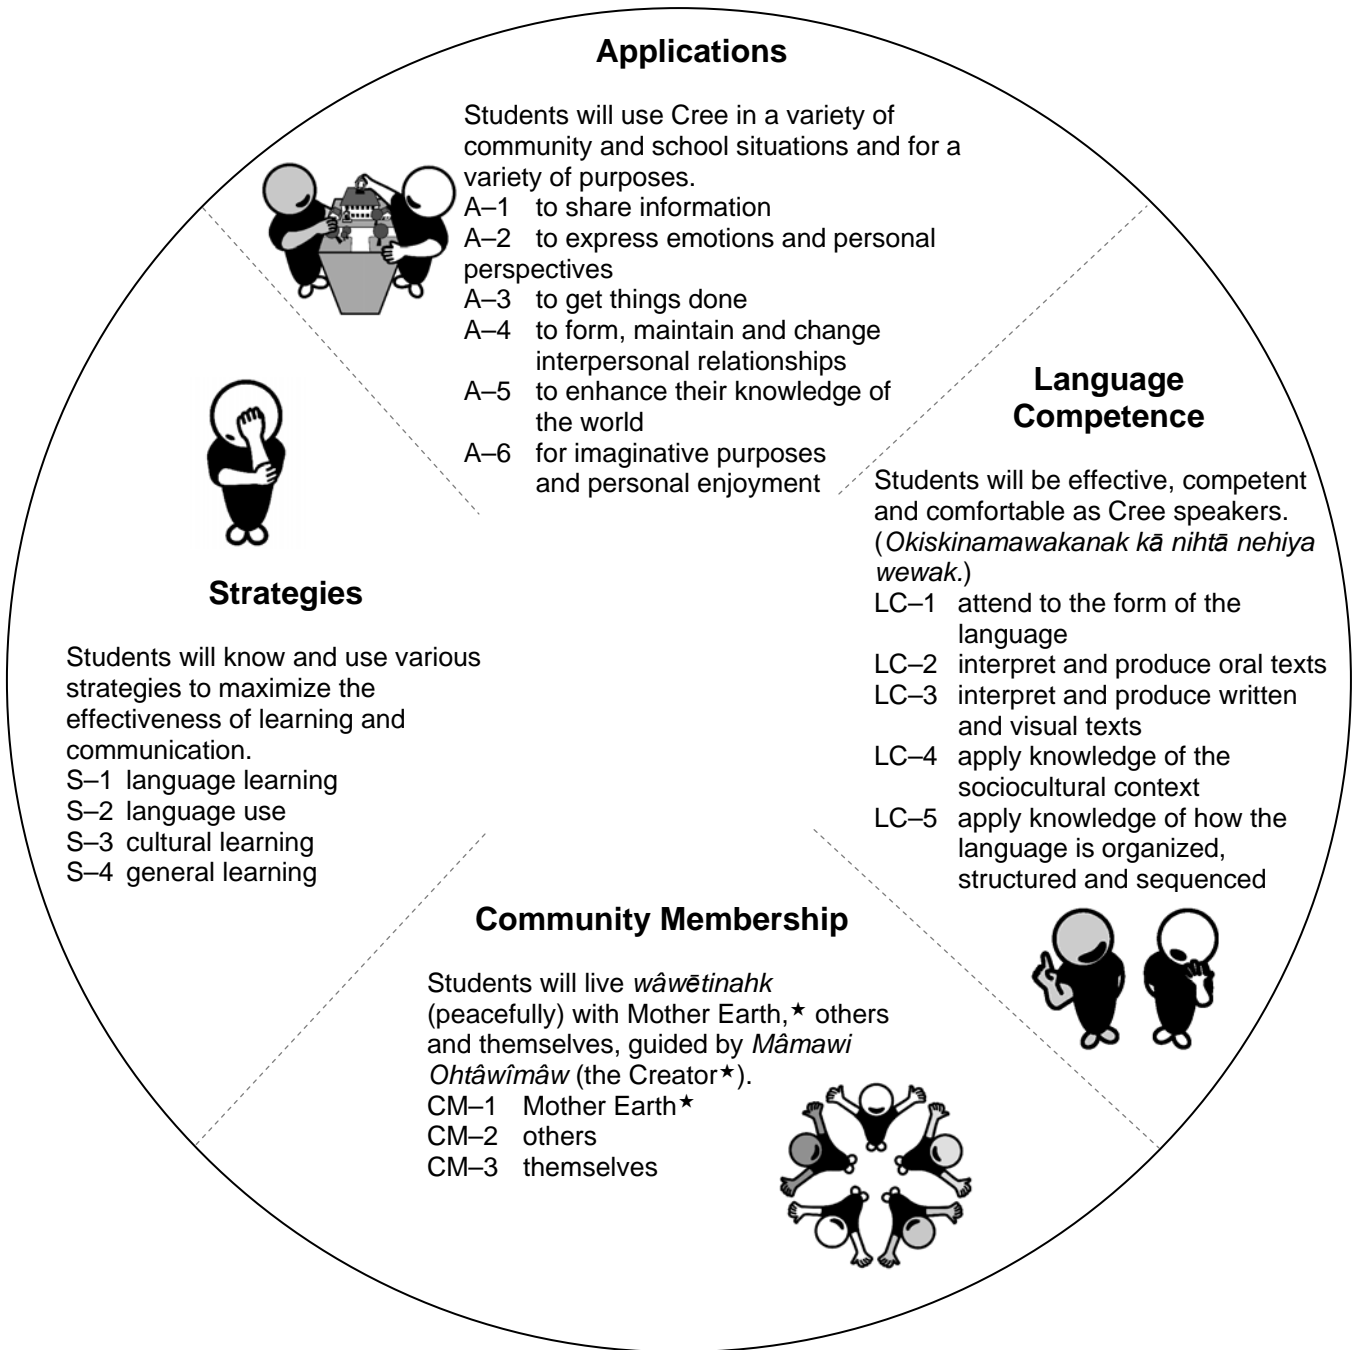 Applications
Students will use Cree in a variety of
community and school situations and for a
variety of purposes.
A–1 to share information
A–2 to express emotions and personal
perspectives
A–3 to get things done
A–4 to form, maintain and change
interpersonal relationships
A–5 to enhance their knowledge of
the world
A–6 for imaginative purposes
and personal enjoyment
Language
Competence
Students will be effective, competent
and comfortable as Cree speakers.
(Okiskinamawakanak kā nihtā nehiya
wewak.)
LC–1 attend to the form of the
language
LC–2 interpret and produce oral texts
LC–3 interpret and produce written
and visual texts
LC–4 apply knowledge of the
sociocultural context
LC–5 apply knowledge of how the
language is organized,
structured and sequenced
Strategies
Students will know and use various
strategies to maximize the
effectiveness of learning and
communication.
S–1 language learning
S–2 language use
S–3 cultural learning
S–4 general learning
Community Membership
Students will live wâwētinahk
(peacefully) with Mother Earth,★ others
and themselves, guided by Mâmawi
Ohtâwîmâw (the Creator★).
CM–1 Mother Earth★
CM–2 others
CM–3 themselves